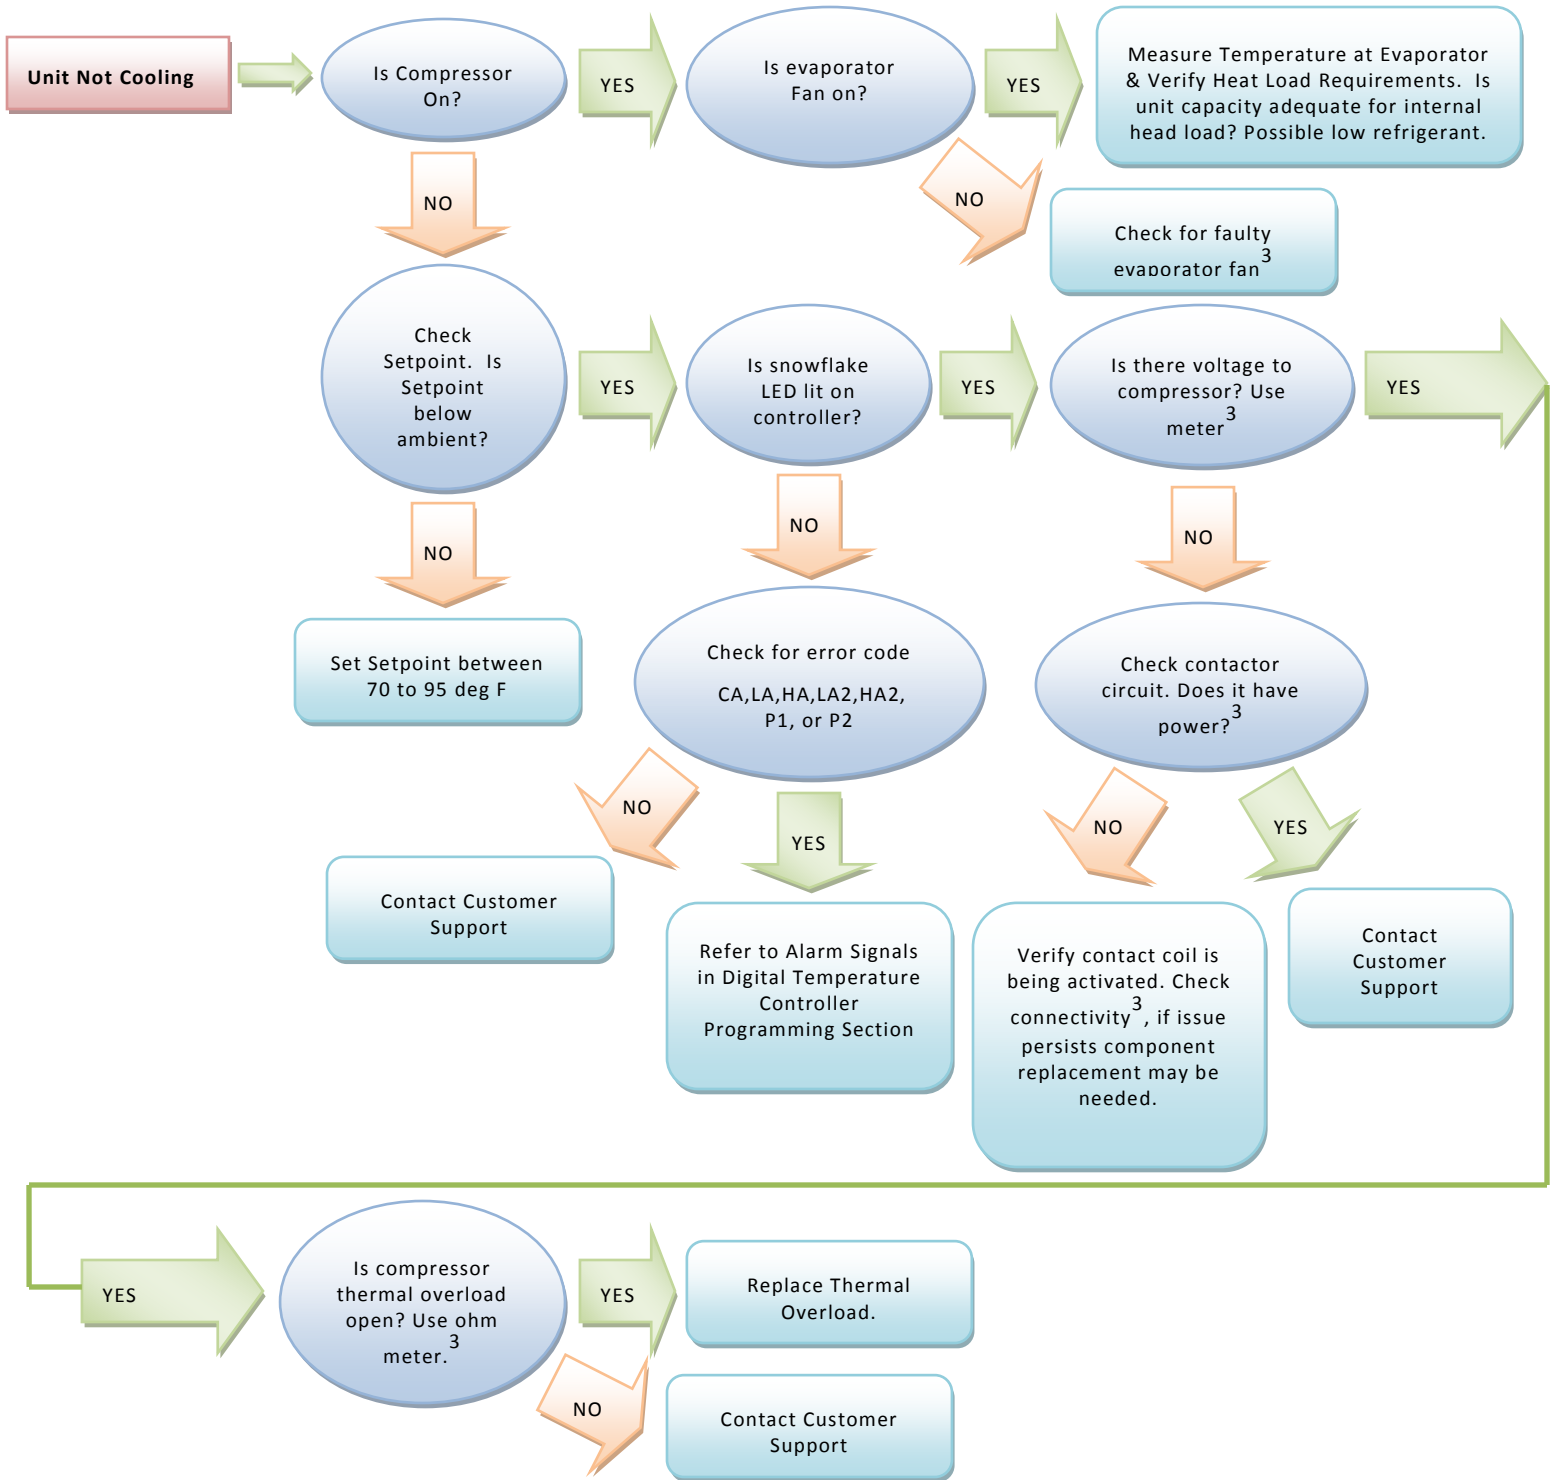 Unit Not Cooling
Is Compressor
On?
YES
Is evaporator
Fan on?
YES
Measure Temperature at Evaporator
& Verify Heat Load Requirements.  Is
unit capacity adequate for internal
head load? Possible low refrigerant.
NO
NO
Check for faulty
evaporator fan3
Check
Setpoint.  Is
Setpoint
below
ambient?
YES
Is snowflake
LED lit on
controller?
YES
Is there voltage to
compressor? Use
meter3
YES
NO
NO
NO
Set Setpoint between
70 to 95 deg F
Check for error code
CA,LA,HA,LA2,HA2,
P1, or P2
Check contactor
circuit. Does it have
power?3
NO
YES
NO
YES
Contact Customer
Support
Refer to Alarm Signals
in Digital Temperature
Controller
Programming Section
Verify contact coil is
being activated. Check
connectivity3, if issue
persists component
replacement may be
needed.
Contact
Customer
Support
YES
Is compressor
thermal overload
open? Use ohm
meter.3
YES
Replace Thermal
Overload.
NO
Contact Customer
Support